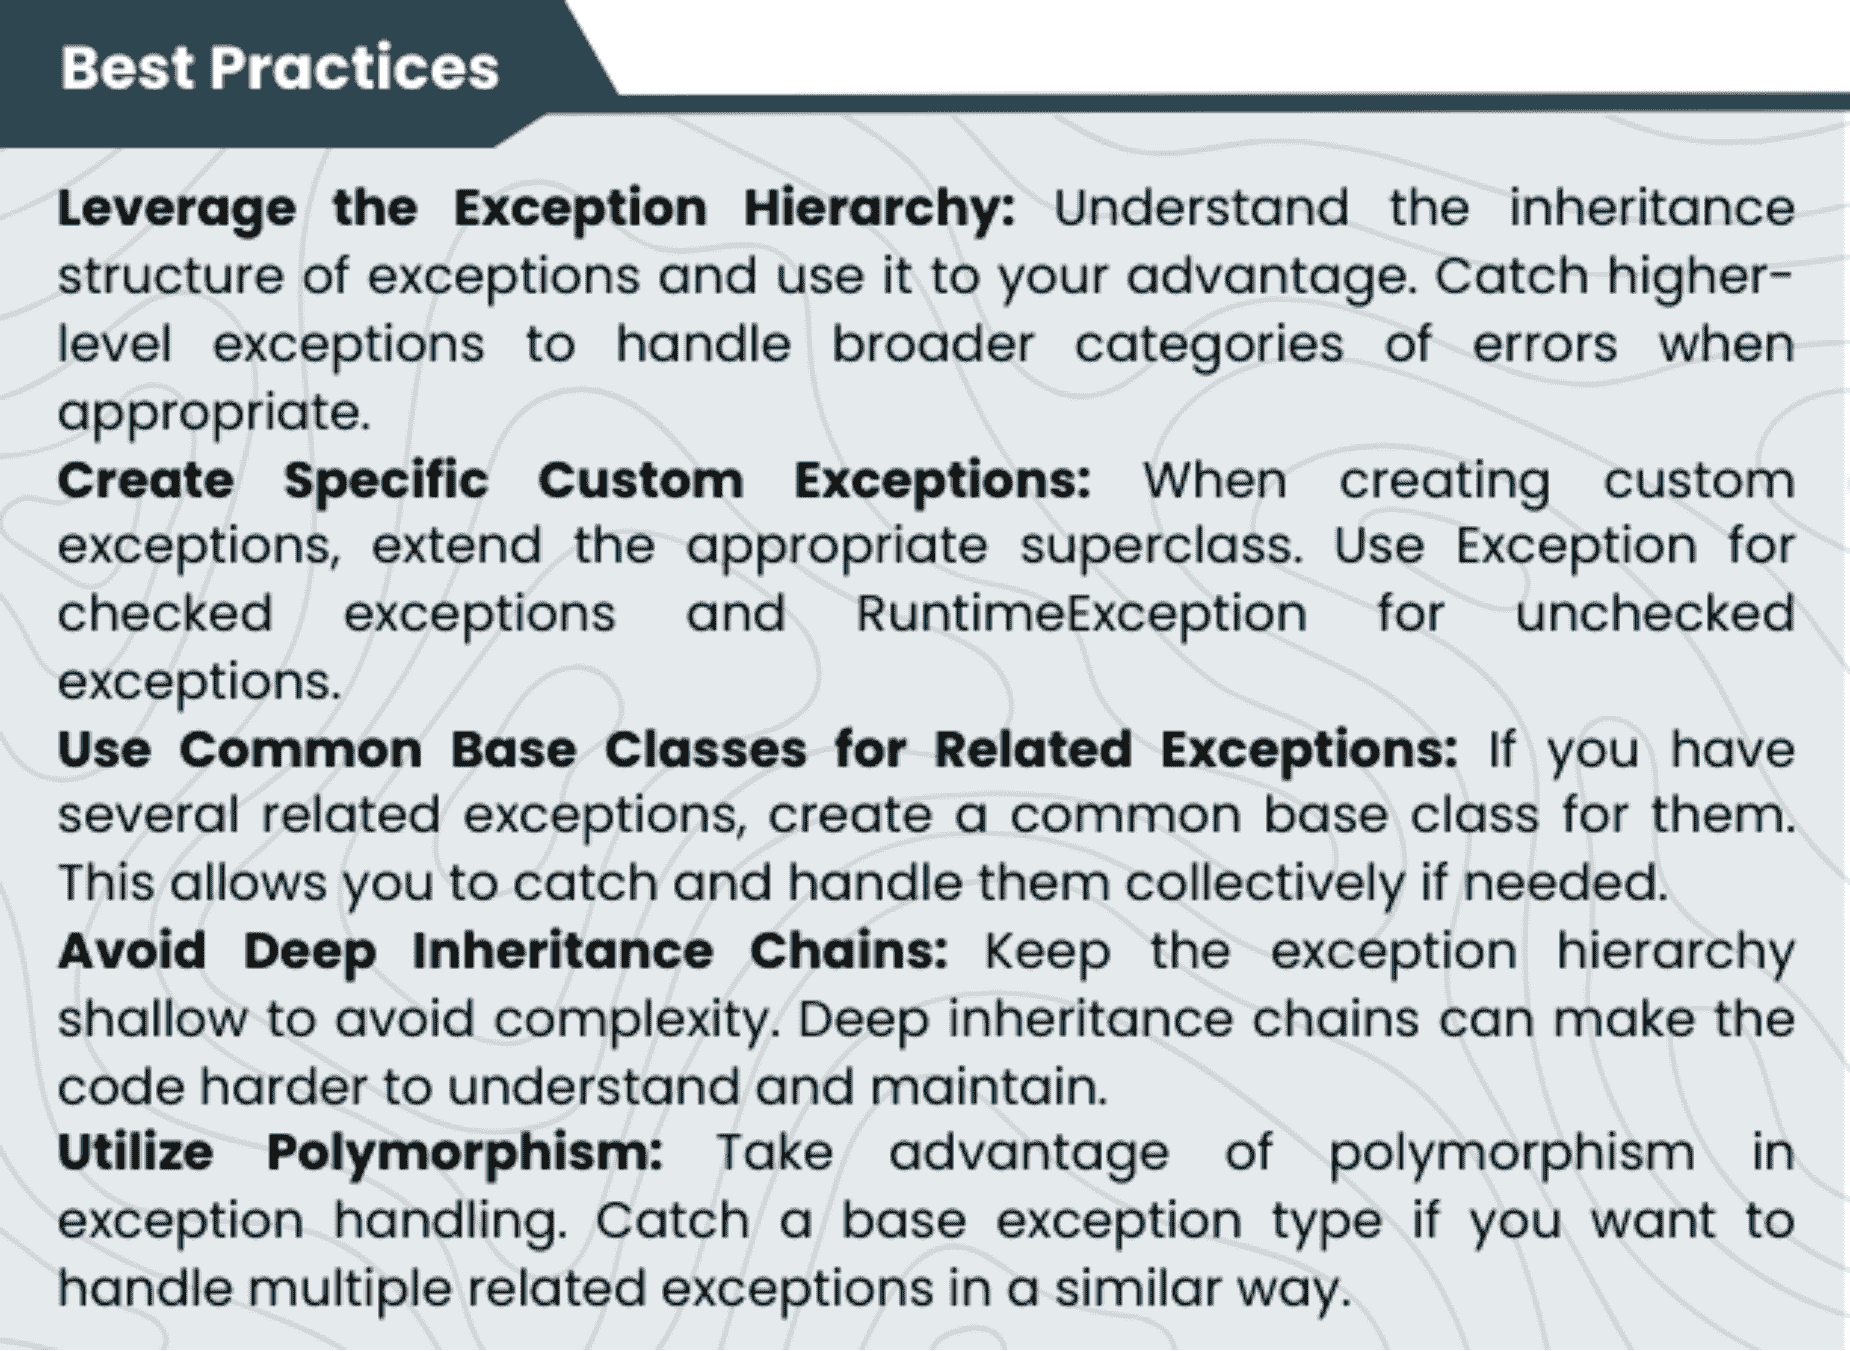 Best Practices
Leverage the Exception Hierarchy: Understand the inheritance
structure of exceptions and use it to your advantage. Catch higher-
level exceptions to handle broader categories of errors when
appropriate.
Create Specific Custom Exceptions: When creating custom
exceptions, extend the appropriate superclass. Use Exception for
checked exceptions and RuntimeException for unchecked
exceptions.
Use Common Base Classes for Related Exceptions: If you have
several related exceptions, create a common base class for them.
This allows you to catch and handle them collectively if needed.
Avoid Deep Inheritance Chains: Keep the exception hierarchy
shallow to avoid complexity. Deep inheritance chains can make the
code harder to understand and maintain.
Utilize Polymorphism: Take advantage of polymorphism in
exception handling. Catch a base exception type if you want to
handle multiple related exceptions in a similar way.